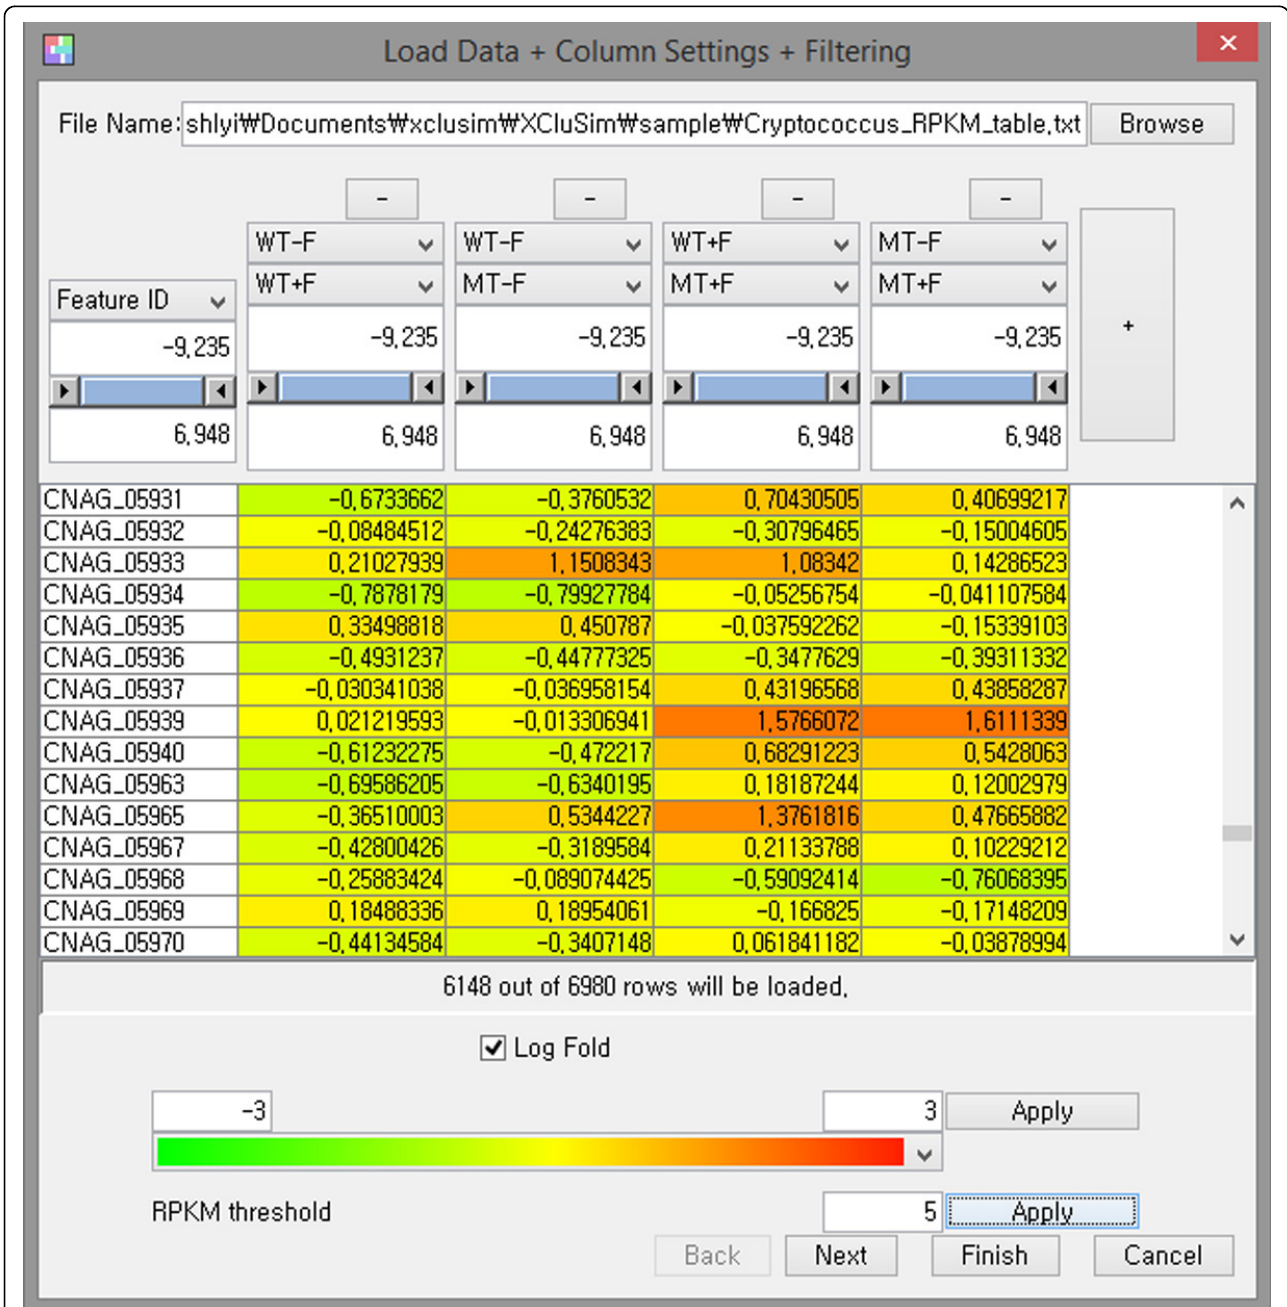 Load Data + Column Settings + Filtering
×
File Name: shlyi₩Documents₩xclusim₩XCluSim₩sample₩Cryptococcus_RPKM_table.txt Browse
- - - -
WT-F WT-F WT+F MT-F
Feature ID WT+F MT-F MT+F MT+F
-9,235 -9,235 -9,235 -9,235 -9,235 +
6,948 6,948 6,948 6,948 6,948
CNAG_05931 -0,6733662 -0,3760532 0,70430505 0,40699217
CNAG_05932 -0,08484512 -0,24276383 -0,30796465 -0,15004605
CNAG_05933 0,21027939 1,1508343 1,08342 0,14286523
CNAG_05934 -0,7878179 -0,79927784 -0,05256754 -0,041107584
CNAG_05935 0,33498818 0,450787 -0,037592262 -0,15339103
CNAG_05936 -0,4931237 -0,44777325 -0,3477629 -0,39311332
CNAG_05937 -0,030341038 -0,036958154 0,43196568 0,43858287
CNAG_05939 0,021219593 -0,013306941 1,5766072 1,6111339
CNAG_05940 -0,61232275 -0,472217 0,68291223 0,5428063
CNAG_05963 -0,69586205 -0,6340195 0,18187244 0,12002979
CNAG_05965 -0,36510003 0,5344227 1,3761816 0,47665882
CNAG_05967 -0,42800426 -0,3189584 0,21133788 0,10229212
CNAG_05968 -0,25883424 -0,089074425 -0,59092414 -0,76068395
CNAG_05969 0,18488336 0,18954061 -0,166825 -0,17148209
CNAG_05970 -0,44134584 -0,3407148 0,061841182 -0,03878994
6148 out of 6980 rows will be loaded,
Log Fold
-3 3 Apply
RPKM threshold 5 Apply
Back Next Finish Cancel